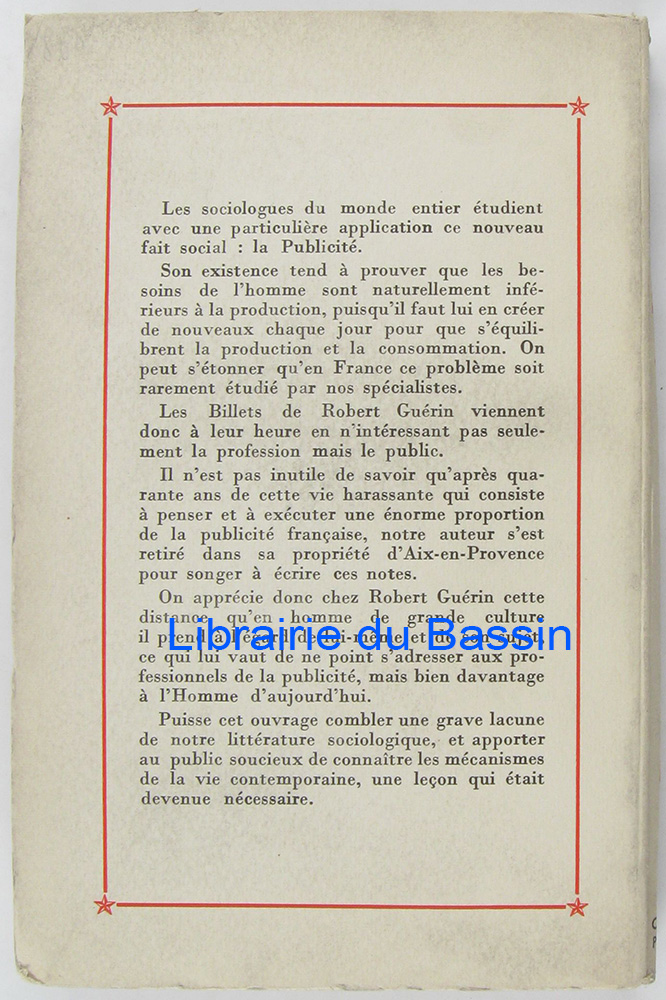 Les sociologues du monde entier étudient
avec une particulière application ce nouveau
fait social : la Publicité.
Son existence tend à prouver que les be-
soins de l'homme sont naturellement infé-
rieurs à la production, puisqu'il faut lui en créer
de nouveaux chaque jour pour que s'équili-
brent la production et la consommation. On
peut s'étonner qu'en France ce problème soit
rarement étudié par nos spécialistes.
Les Billets de Robert Guérin viennent
donc à leur heure en n'intéressant pas seule-
ment la profession mais le public.
Il n'est pas inutile de savoir qu'après qua-
rante ans de cette vie harassante qui consiste
à penser et à exécuter une énorme proportion
de la publicité française, notre auteur s'est
retiré dans sa propriété d'Aix-en-Provence
pour songer à écrire ces notes.
On apprécie donc chez Robert Guérin cette
distance qu'en homme de grande culture
il prend à l'égard de lui-même et de son sujet,
Librairie du Bassin
ce qui lui vaut de ne point s'adresser aux pro-
fessionnels de la publicité, mais bien davantage
à l'Homme d'aujourd'hui.
Puisse cet ouvrage combler une grave lacune
de notre littérature sociologique, et apporter
au public soucieux de connaître les mécanismes
de la vie contemporaine, une leçon qui était
devenue nécessaire.